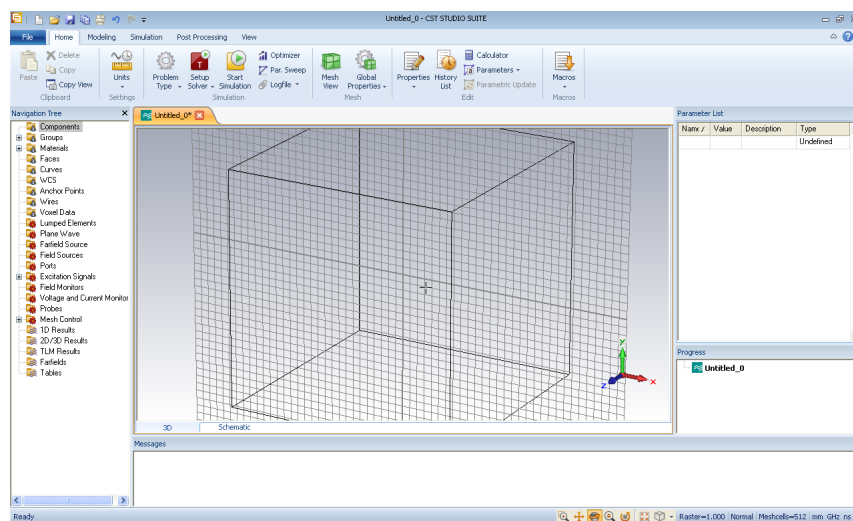 Untitled_0 - CST STUDIO SUITE
File Home Modeling Simulation Post Processing View
Paste
Delete
Copy
Copy View
Clipboard
Units
Settings
Problem Type
Setup Solver
Start Simulation
Optimizer
Par. Sweep
Logfile
Simulation
Mesh View
Global Properties
Mesh
Properties
History List
Calculator
Parameters
Parametric Update
Edit
Macros
Macros
Navigation Tree
Components
Groups
Materials
Faces
Curves
WCS
Anchor Points
Wires
Voxel Data
Lumped Elements
Plane Wave
Farfield Source
Field Sources
Ports
Excitation Signals
Field Monitors
Voltage and Current Monitor
Probes
Mesh Control
1D Results
2D/3D Results
TLM Results
Farfields
Tables
Untitled_0*
y
x
z
3D Schematic
Parameter List
Value Description Type
Undefined
Progress
Untitled_0
Messages
Ready
Raster=1.000 Normal Meshcells=512 mm GHz ns